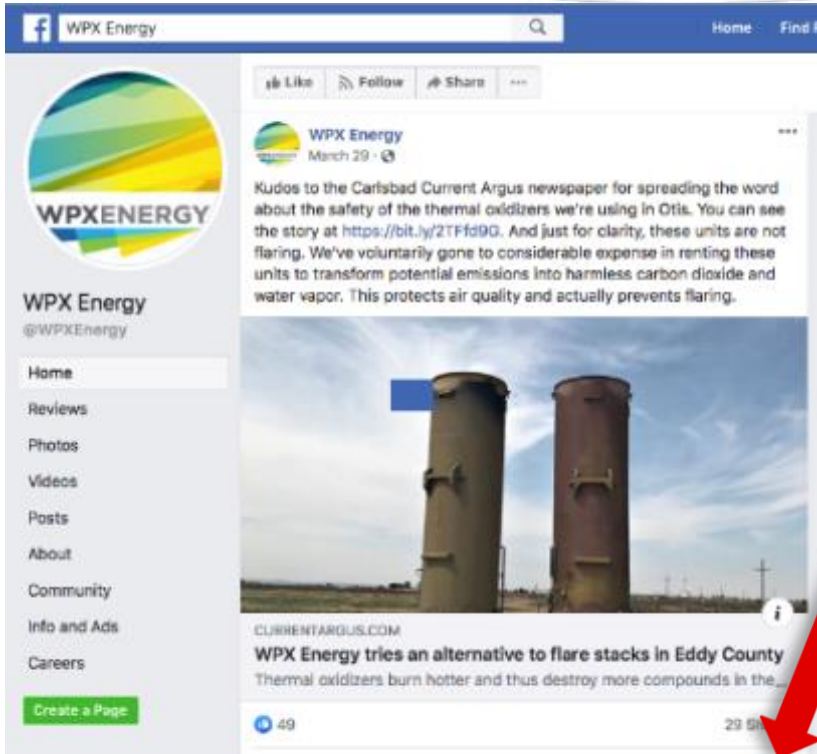 WPX Energy
Home Find
Like Follow Share ...
WPX Energy
March 29
Kudos to the Carlsbad Current Argus newspaper for spreading the word
about the safety of the thermal oxidizers we're using in Otis. You can see
the story at https://bit.ly/2TFfd9G. And just for clarity, these units are not
flaring. We've voluntarily gone to considerable expense in renting these
units to transform potential emissions into harmless carbon dioxide and
water vapor. This protects air quality and actually prevents flaring.
WPXENERGY
WPX Energy
@WPXEnergy
Home
Reviews
Photos
Videos
Posts
About
Community
Info and Ads
Careers
Create a Page
CURRENTARGUS.COM
WPX Energy tries an alternative to flare stacks in Eddy County
Thermal oxidizers burn hotter and thus destroy more compounds in the...
49
29